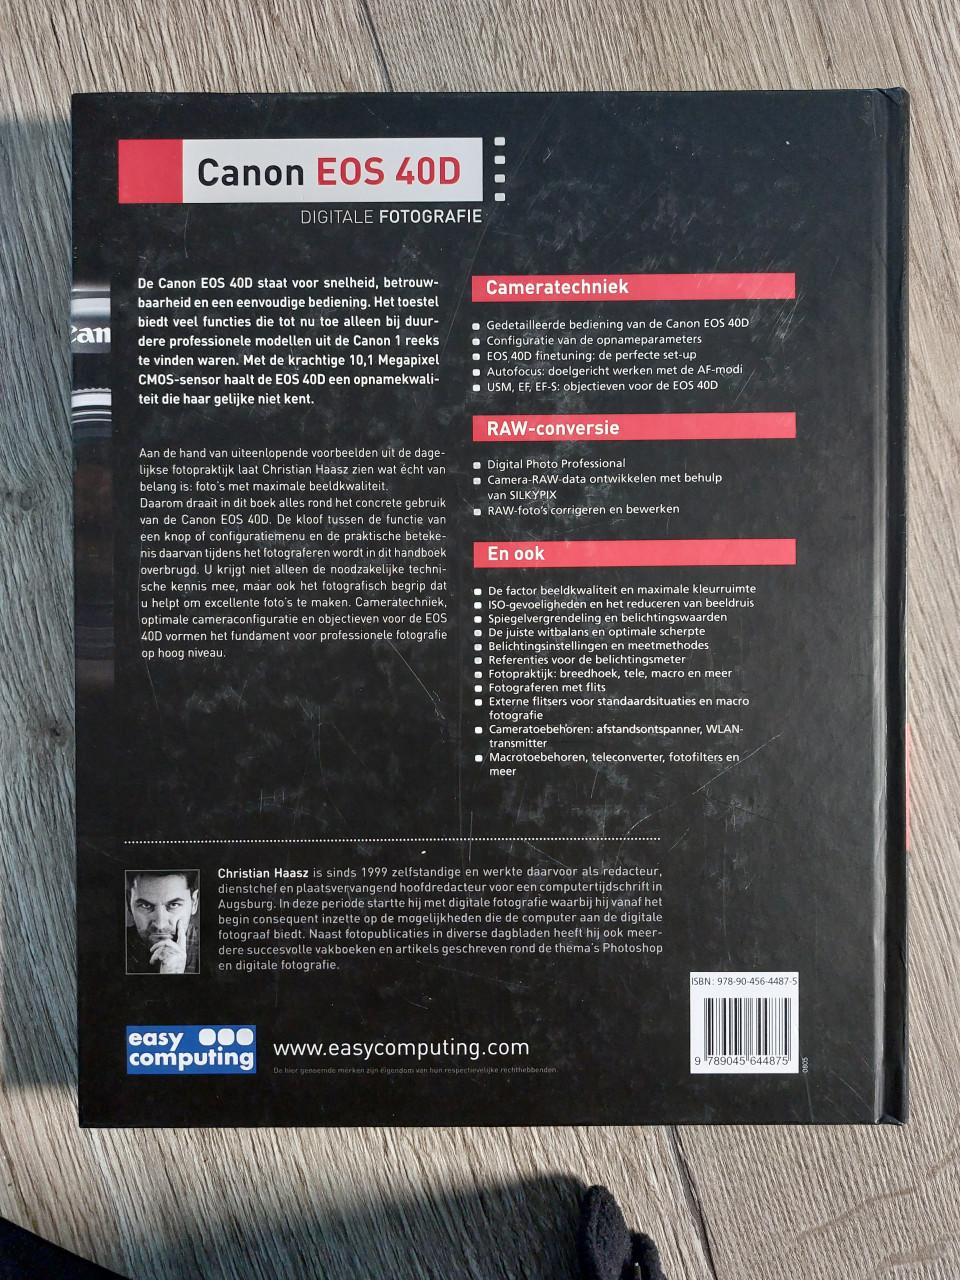 Canon EOS 40D
DIGITALE FOTOGRAFIE
De Canon EOS 40D staat voor snelheid, betrouw-
baarheid en een eenvoudige bediening. Het toestel
biedt veel functies die tot nu toe alleen bij duur-
dere professionele modellen uit de Canon 1 reeks
te vinden waren. Met de krachtige 10,1 Megapixel
CMOS-sensor haalt de EOS 40D een opnamekwali-
teit die haar gelijke niet kent.
Aan de hand van uiteenlopende voorbeelden uit de dage-
lijkse fotopraktijk laat Christian Haasz zien wat écht van
belang is: foto's met maximale beeldkwaliteit.
Daarom draait in dit boek alles rond het concrete gebruik
van de Canon EOS 40D. De kloof tussen de functie van
een knop of configuratiemenu en de praktische beteke-
nis daarvan tijdens het fotograferen wordt in dit handboek
overbrugd. U krijgt niet alleen de noodzakelijke techni-
sche kennis mee, maar ook het fotografisch begrip dat
u helpt om excellente foto's te maken. Cameratechniek,
optimale cameraconfiguratie en objectieven voor de EOS
40D vormen het fundament voor professionele fotografie
op hoog niveau.
Cameratechniek
Gedetailleerde bediening van de Canon EOS 40D
Configuratie van de opnameparameters
EOS 40D finetuning: de perfecte set-up
Autofocus: doelgericht werken met de AF-modi
USM, EF, EF-S: objectieven voor de EOS 40D
RAW-conversie
Digital Photo Professional
Camera-RAW-data ontwikkelen met behulp
van SILKYPIX
RAW-foto's corrigeren en bewerken
En ook
De factor beeldkwaliteit en maximale kleurruimte
ISO-gevoeligheden en het reduceren van beeldruis
Spiegelvergrendeling en belichtingswaarden
De juiste witbalans en optimale scherpte
Belichtingsinstellingen en meetmethodes
Referenties voor de belichtingsmeter
Fotopraktijk: breedhoek, tele, macro en meer
Fotograferen met flits
Externe flitsers voor standaardsituaties en macro
fotografie
Cameratoebehoren: afstandsontspanner, WLAN-
transmitter
Macrotoebehoren, teleconverter, fotofilters en
meer
Christian Haasz is sinds 1999 zelfstandige en werkte daarvoor als redacteur,
dienstchef en plaatsvervangend hoofdredacteur voor een computertijdschrift in
Augsburg. In deze periode startte hij met digitale fotografie waarbij hij vanaf het
begin consequent inzette op de mogelijkheden die de computer aan de digitale
fotograaf biedt. Naast fotopublicaties in diverse dagbladen heeft hij ook meer-
dere succesvolle vakboeken en artikels geschreven rond de thema's Photoshop
en digitale fotografie.
easy
computing
www.easycomputing.com
De hier genoemde merken zijn eigendom van hun respectievelijke rechthebbenden.
ISBN: 978-90-456-4487-5
9 789045 644875
0805